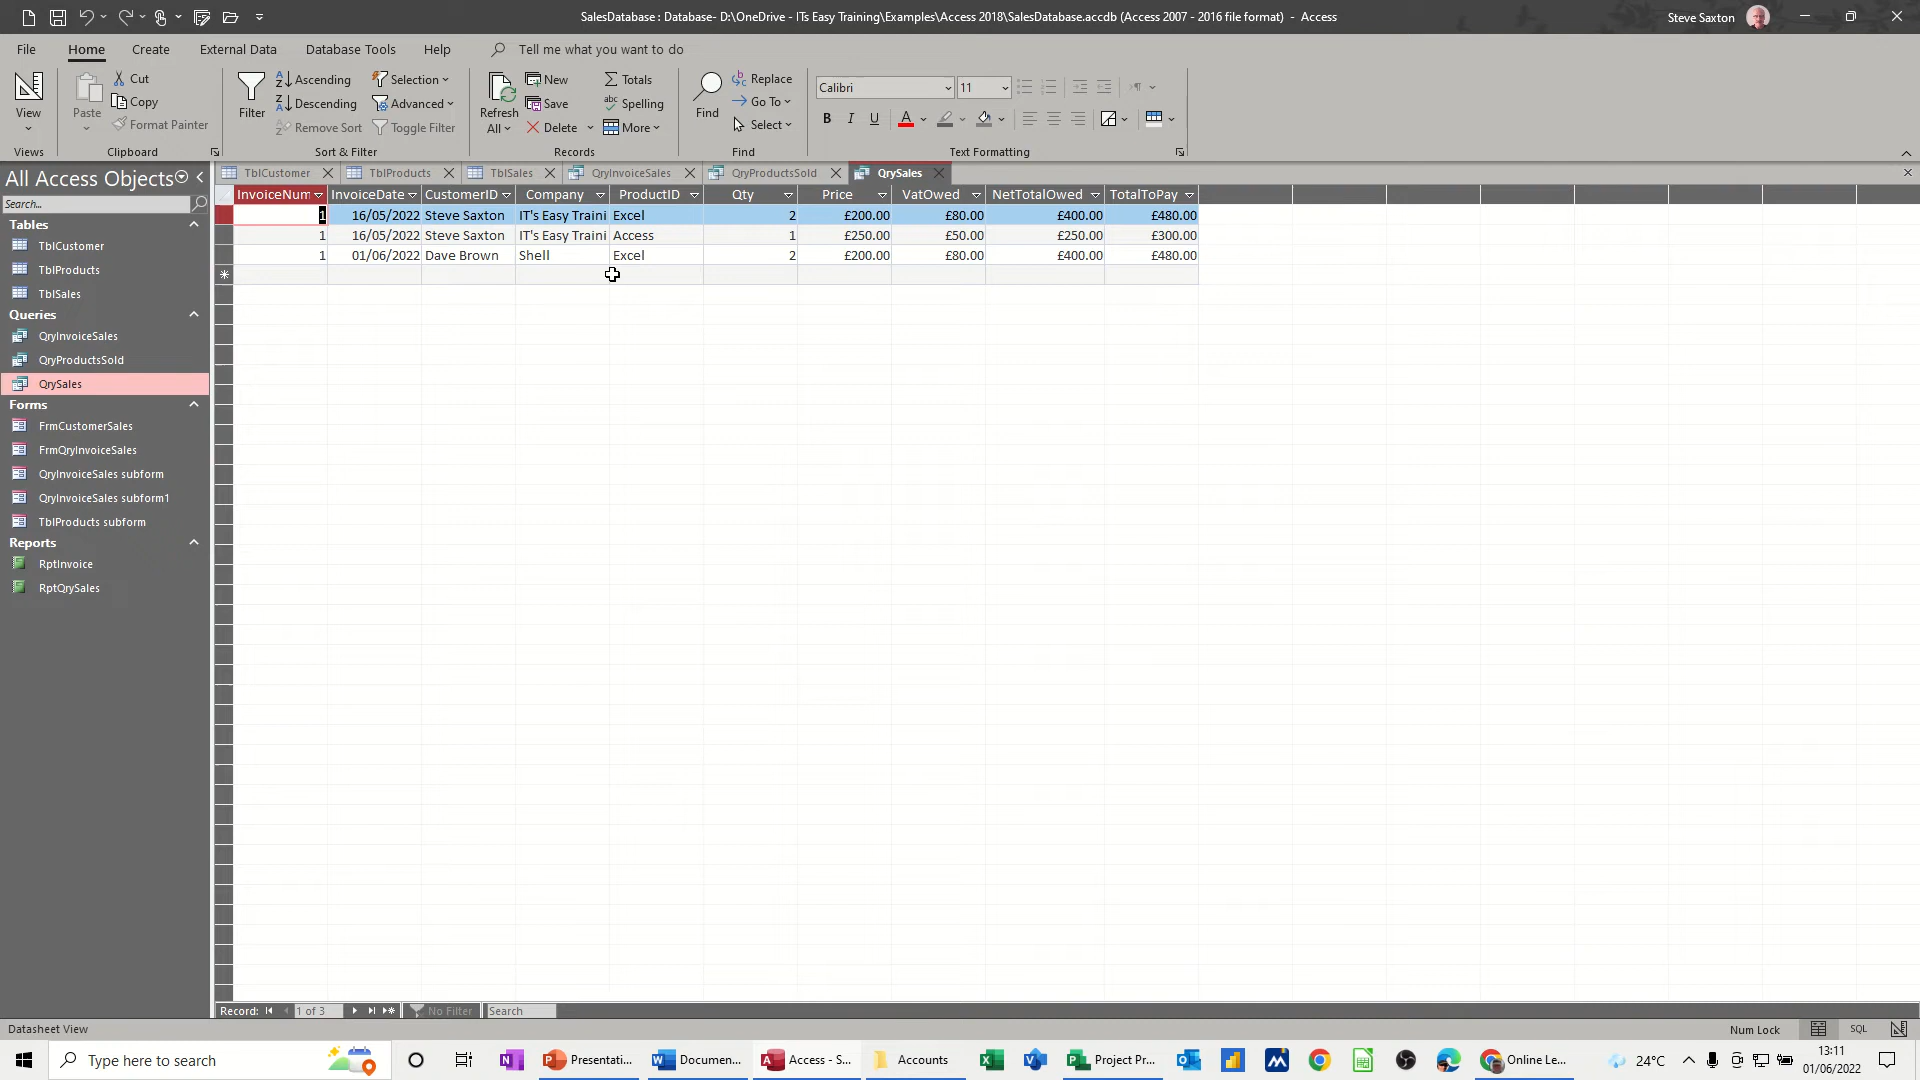 SalesDatabase : Database- D:\OneDrive - ITs Easy Training\Examples\Access 2018\SalesDatabase.accdb (Access 2007 - 2016 file format) - Access
Steve Saxton
File Home Create External Data Database Tools Help Tell me what you want to do
View
Views
Paste
Cut
Copy
Format Painter
Clipboard
Filter
Ascending
Descending
Remove Sort
Selection
Advanced
Toggle Filter
Sort & Filter
Refresh
All
New
Save
Delete
Totals
Spelling
More
Records
Find
Replace
Go To
Select
Find
Calibri 11
B I U A
Text Formatting
All Access Objects
Search...
Tables
TblCustomer
TblProducts
TblSales
Queries
QryInvoiceSales
QryProductsSold
QrySales
Forms
FrmCustomerSales
FrmQryInvoiceSales
QryInvoiceSales subform
QryInvoiceSales subform1
TblProducts subform
Reports
RptInvoice
RptQrySales
TblCustomer TblProducts TblSales QryInvoiceSales QryProductsSold QrySales
InvoiceNum InvoiceDate CustomerID Company ProductID Qty Price VatOwed NetTotalOwed TotalToPay
1 16/05/2022 Steve Saxton IT's Easy Traini Excel 2 £200.00 £80.00 £400.00 £480.00
1 16/05/2022 Steve Saxton IT's Easy Traini Access 1 £250.00 £50.00 £250.00 £300.00
1 01/06/2022 Dave Brown Shell Excel 2 £200.00 £80.00 £400.00 £480.00
Record: 1 of 3 No Filter Search
Datasheet View
Num Lock SQL
Type here to search
Presentati...
Documen...
Access - S...
Accounts
Project Pr...
Online Le...
24°C
13:11
01/06/2022